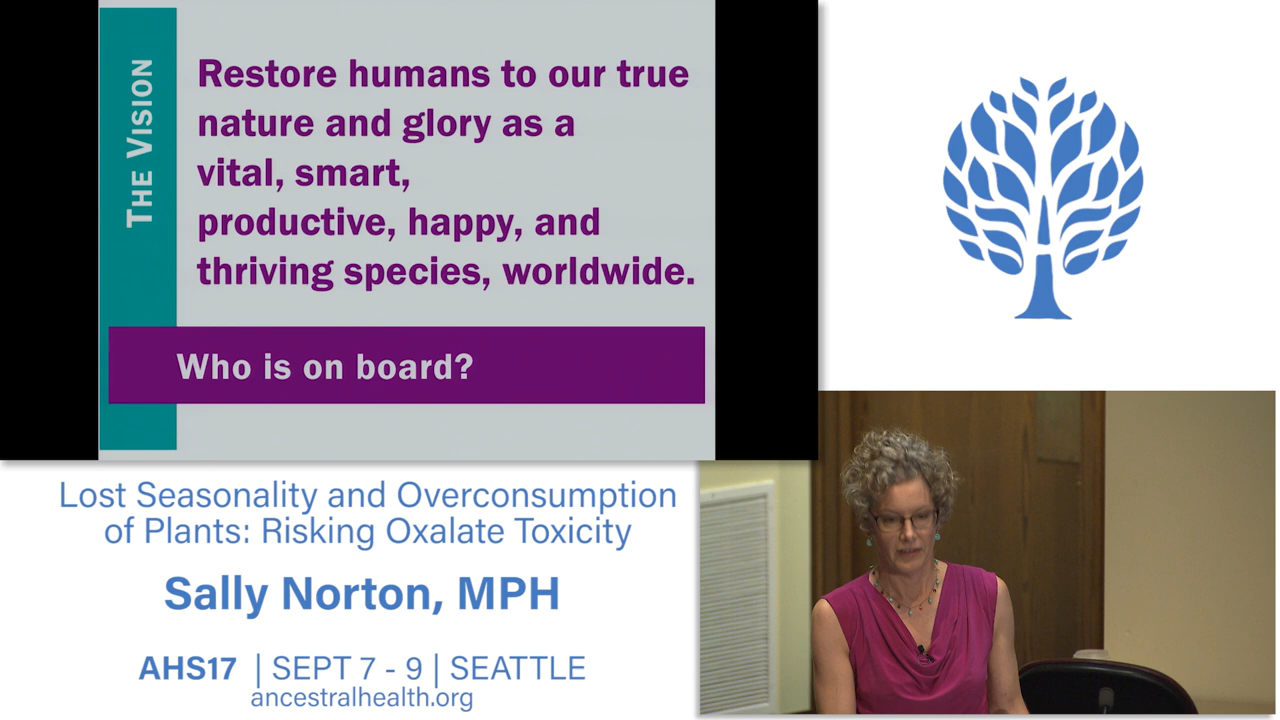 THE VISION
Restore humans to our true
nature and glory as a
vital, smart,
productive, happy, and
thriving species, worldwide.
Who is on board?
Lost Seasonality and Overconsumption
of Plants: Risking Oxalate Toxicity
Sally Norton, MPH
AHS17 | SEPT 7 - 9 | SEATTLE
ancestralhealth.org